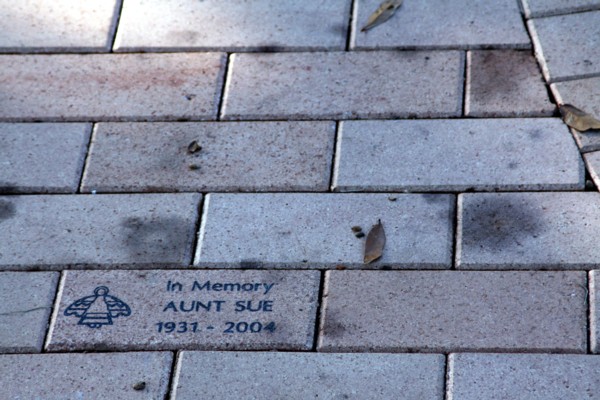 In Memory
AUNT SUE
1931 - 2004